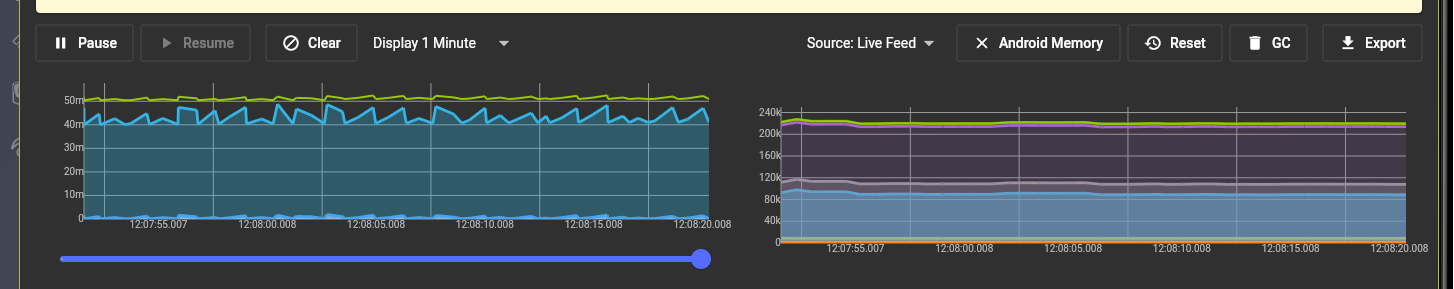 Pause
Resume
Clear
Display 1 Minute
Source: Live Feed
Android Memory
Reset
GC
Export
50m
40m
30m
20m
10m
0
12:07:55.007
12:08:00.008
12:08:05.008
12:08:10.008
12:08:15.008
12:08:20.008
240k
200k
160k
120k
80k
40k
0
12:07:55.007
12:08:00.008
12:08:05.008
12:08:10.008
12:08:15.008
12:08:20.008